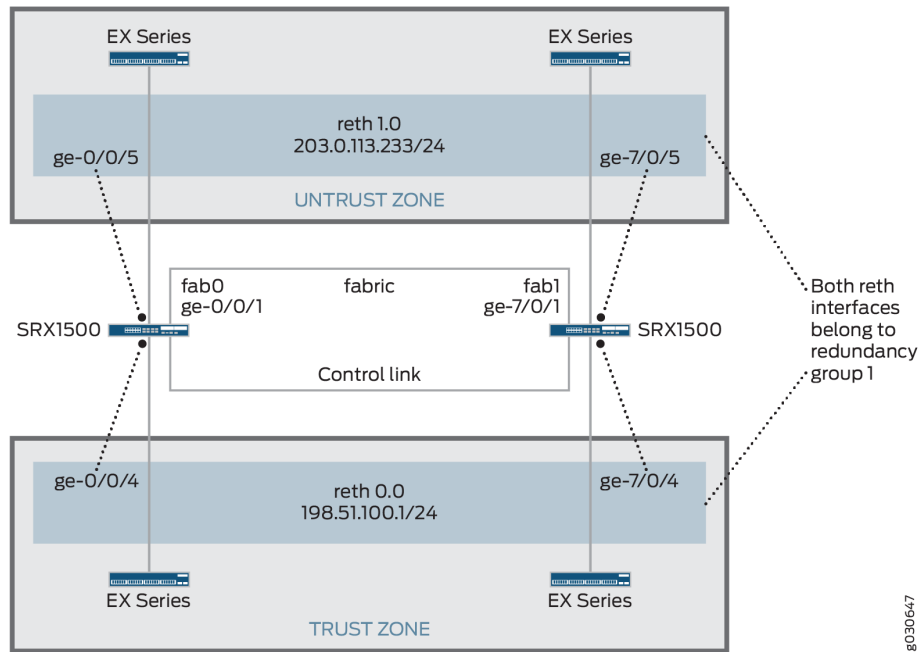 EX Series
EX Series
reth 1.0
203.0.113.233/24
ge-0/0/5
ge-7/0/5
UNTRUST ZONE
fab0
fabric
fab1
ge-0/0/1
ge-7/0/1
SRX1500
SRX1500
Control link
Both reth
interfaces
belong to
redundancy
group 1
ge-0/0/4
ge-7/0/4
reth 0.0
198.51.100.1/24
EX Series
EX Series
TRUST ZONE
g030647